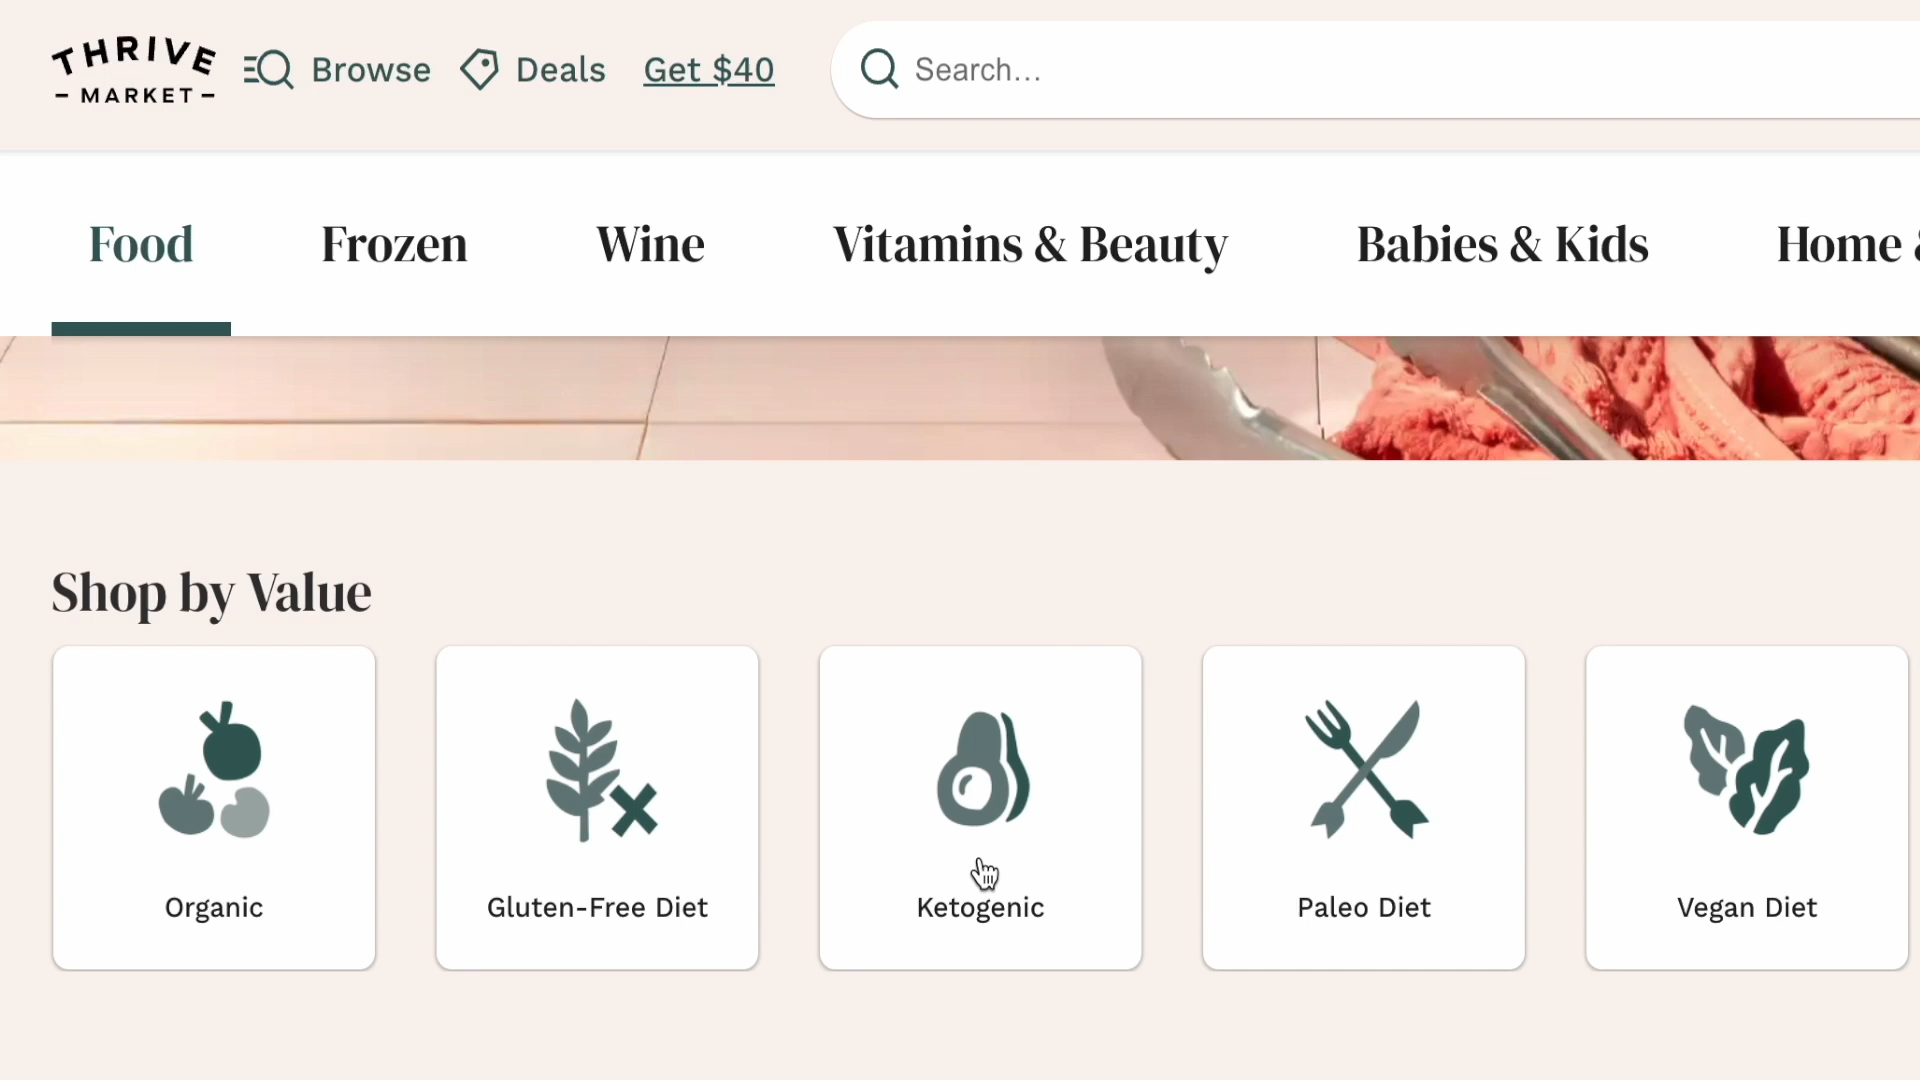 THRIVE
MARKET
Browse
Deals
Get $40
Search...
Food
Frozen
Wine
Vitamins & Beauty
Babies & Kids
Home &
Shop by Value
Organic
Gluten-Free Diet
Ketogenic
Paleo Diet
Vegan Diet